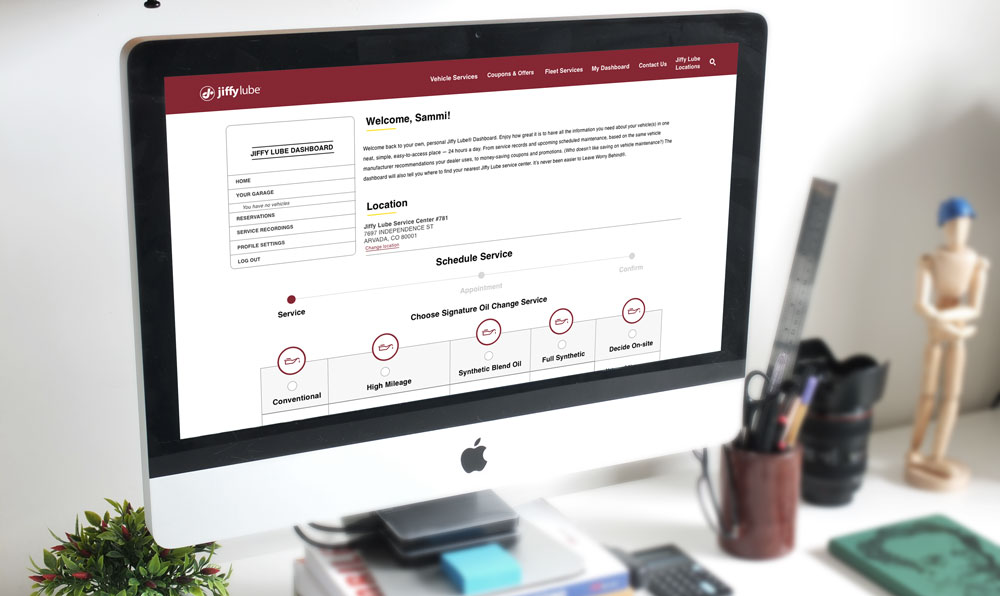 jiffylube
Vehicle Services
Coupons & Offers
Fleet Services
My Dashboard
Contact Us
Jiffy Lube
Locations
JIFFY LUBE DASHBOARD
HOME
YOUR GARAGE
You have no vehicles
RESERVATIONS
SERVICE RECORDINGS
PROFILE SETTINGS
LOG OUT
Welcome, Sammi!
Welcome back to your own, personal Jiffy Lube® Dashboard. Enjoy how great it is to have all the information you need about your vehicle(s) in one
neat, simple, easy-to-access place — 24 hours a day. From service records and upcoming scheduled maintenance, based on the same vehicle
manufacturer recommendations your dealer uses, to money-saving coupons and promotions. (Who doesn't like saving on vehicle maintenance?) The
dashboard will also tell you where to find your nearest Jiffy Lube service center. It's never been easier to Leave Worry Behind®.
Location
Jiffy Lube Service Center #781
7697 INDEPENDENCE ST
ARVADA, CO 80001
Change location
Schedule Service
Service
Appointment
Confirm
Choose Signature Oil Change Service
Conventional
High Mileage
Synthetic Blend Oil
Full Synthetic
Decide On-site